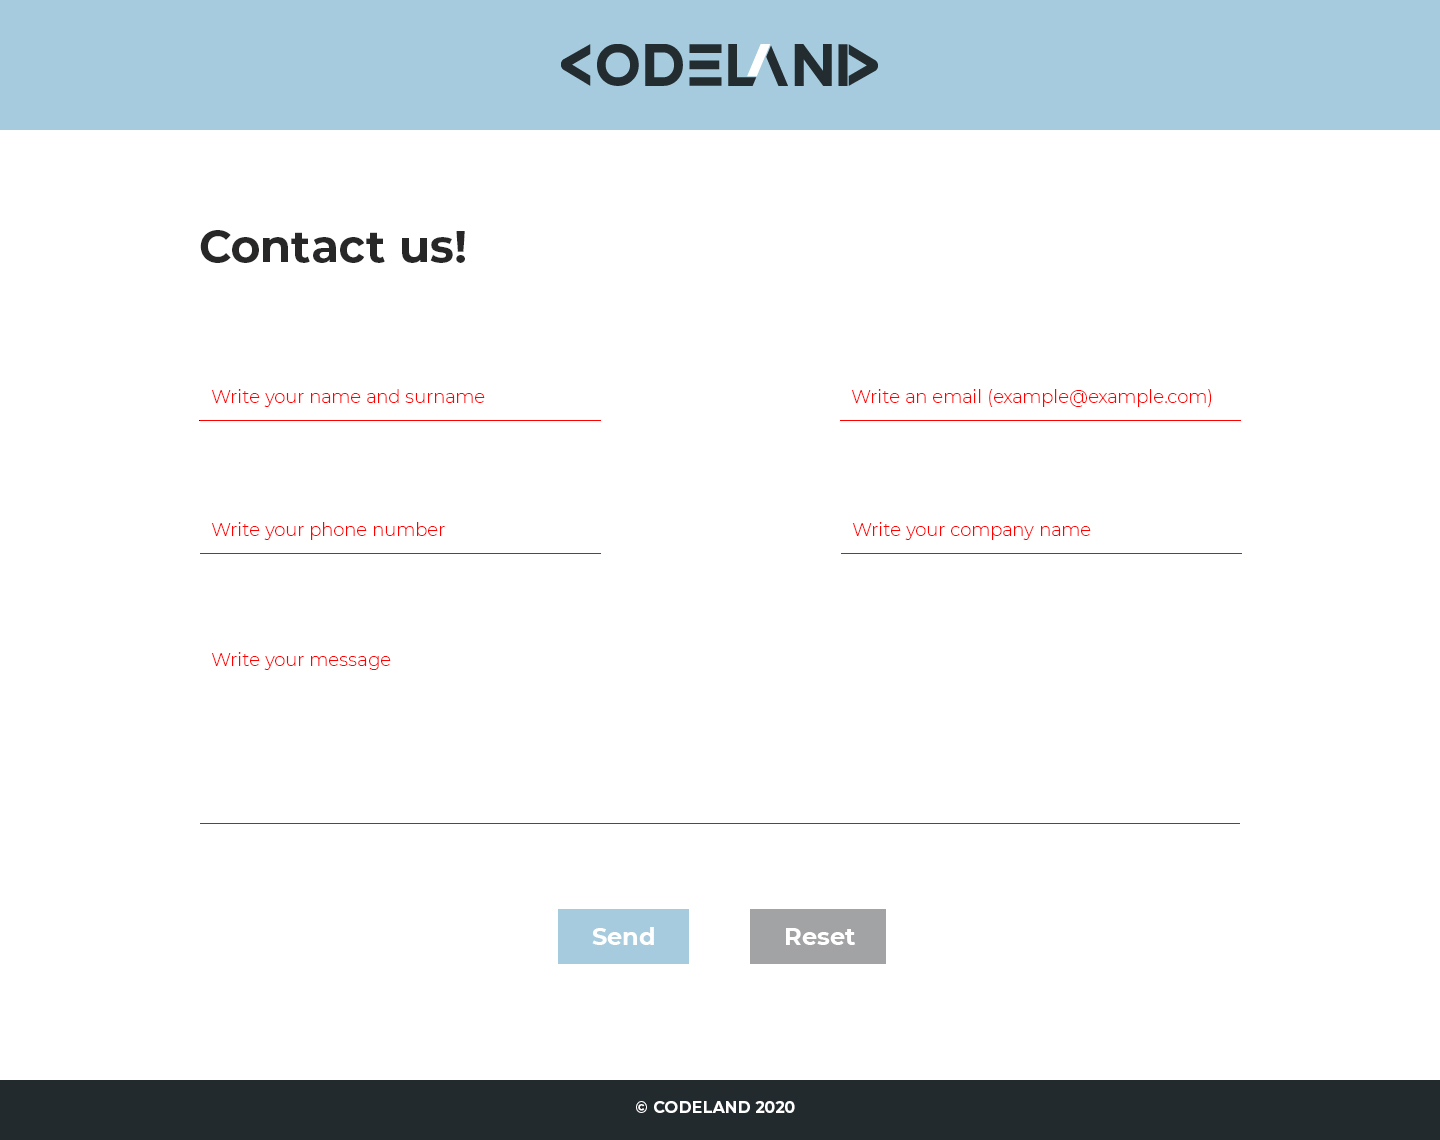 <ODELAND>
Contact us!
Write your name and surname
Write an email (example@example.com)
Write your phone number
Write your company name
Write your message
Send
Reset
© CODELAND 2020